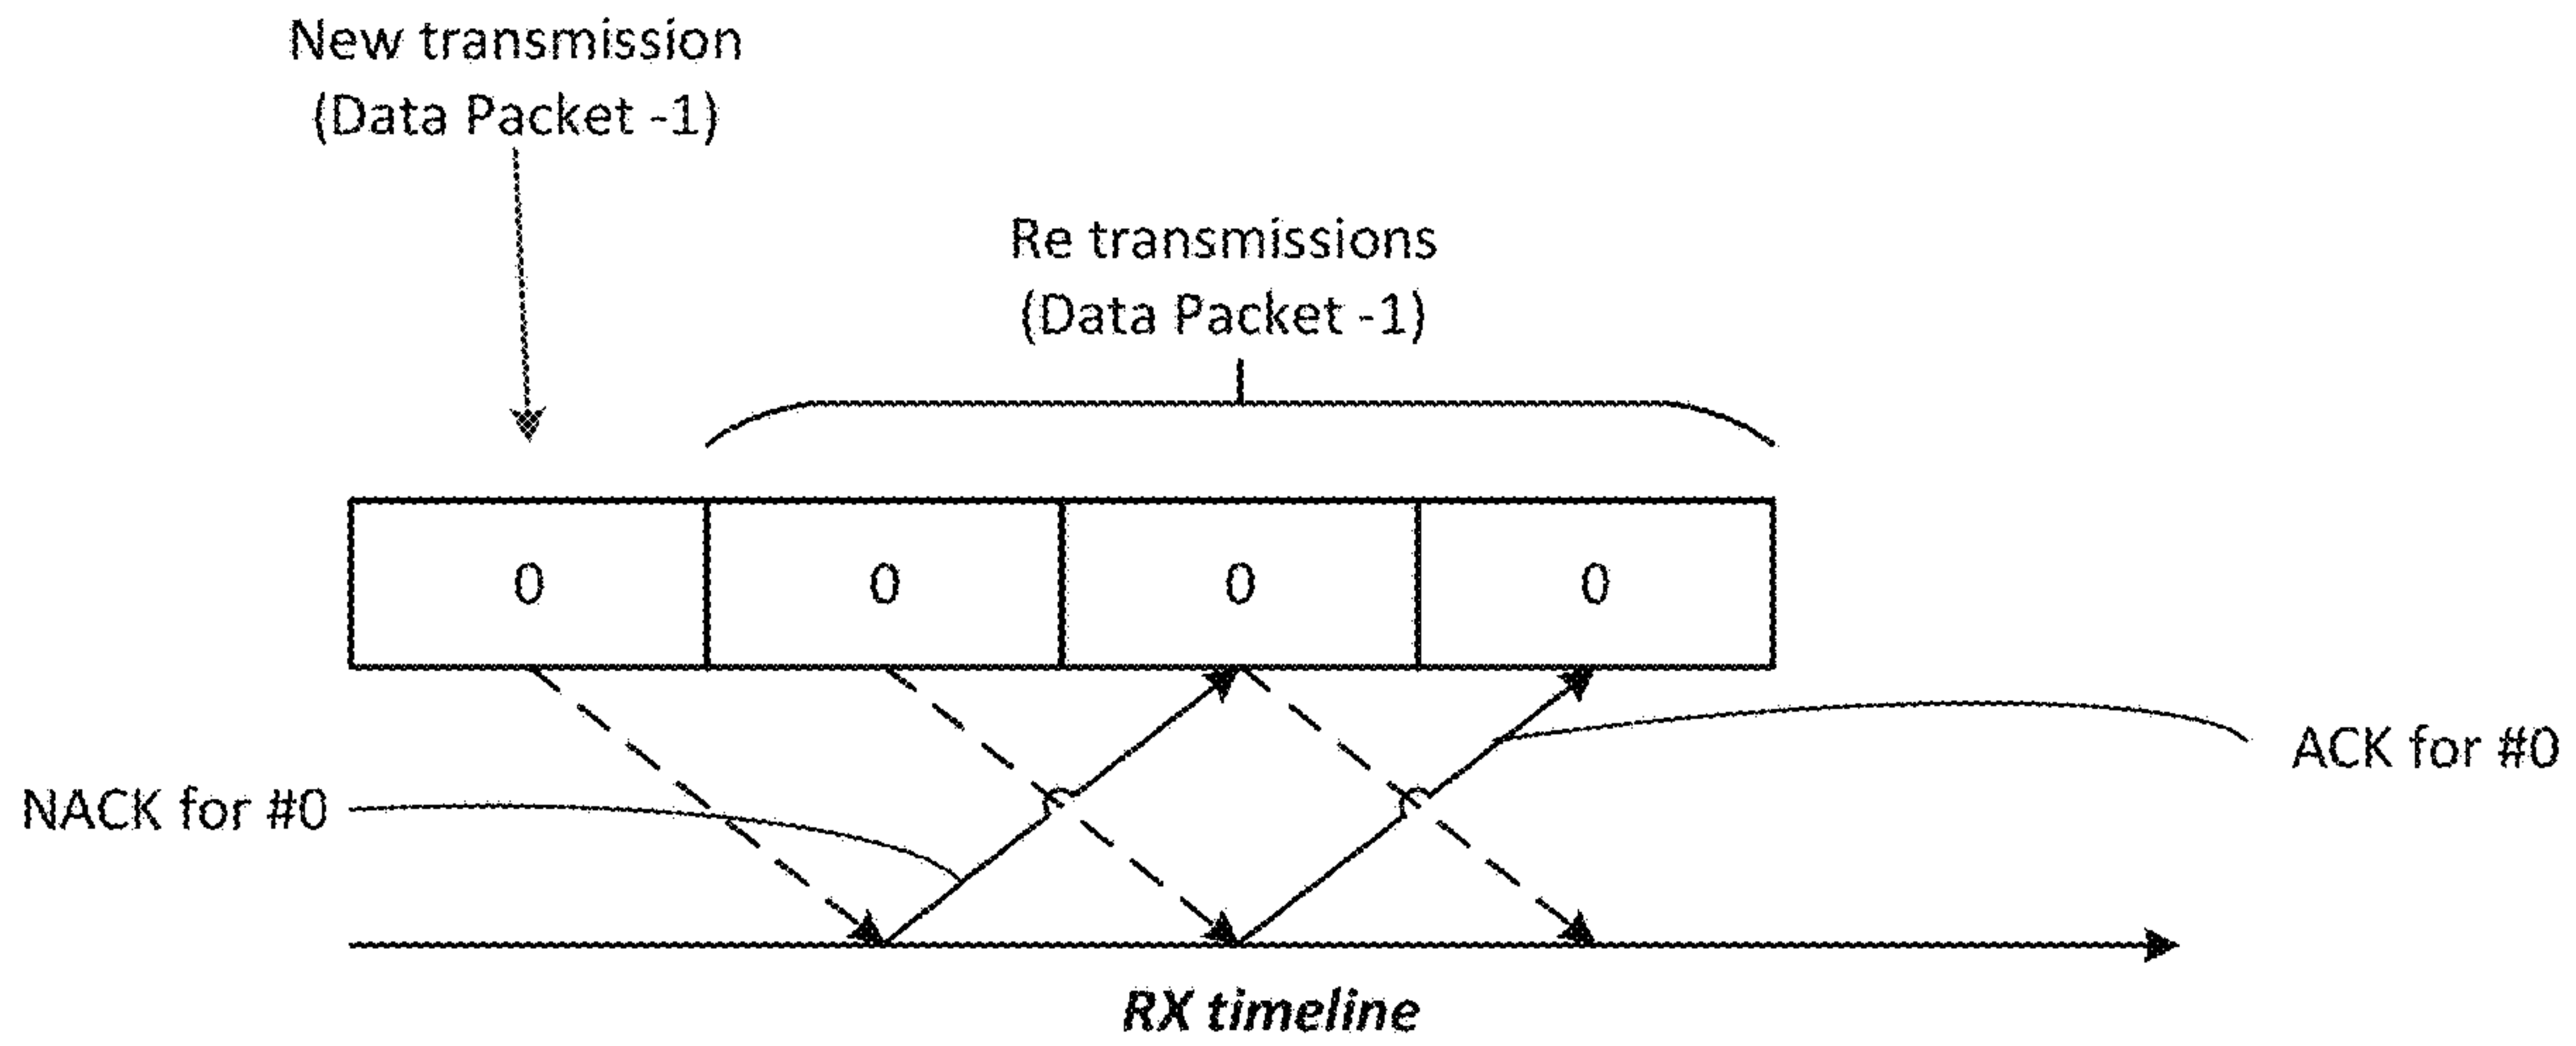 New transmission
(Data Packet -1)
Re transmissions
(Data Packet -1)
0 0 0 0
ACK for #0
NACK for #0
RX timeline